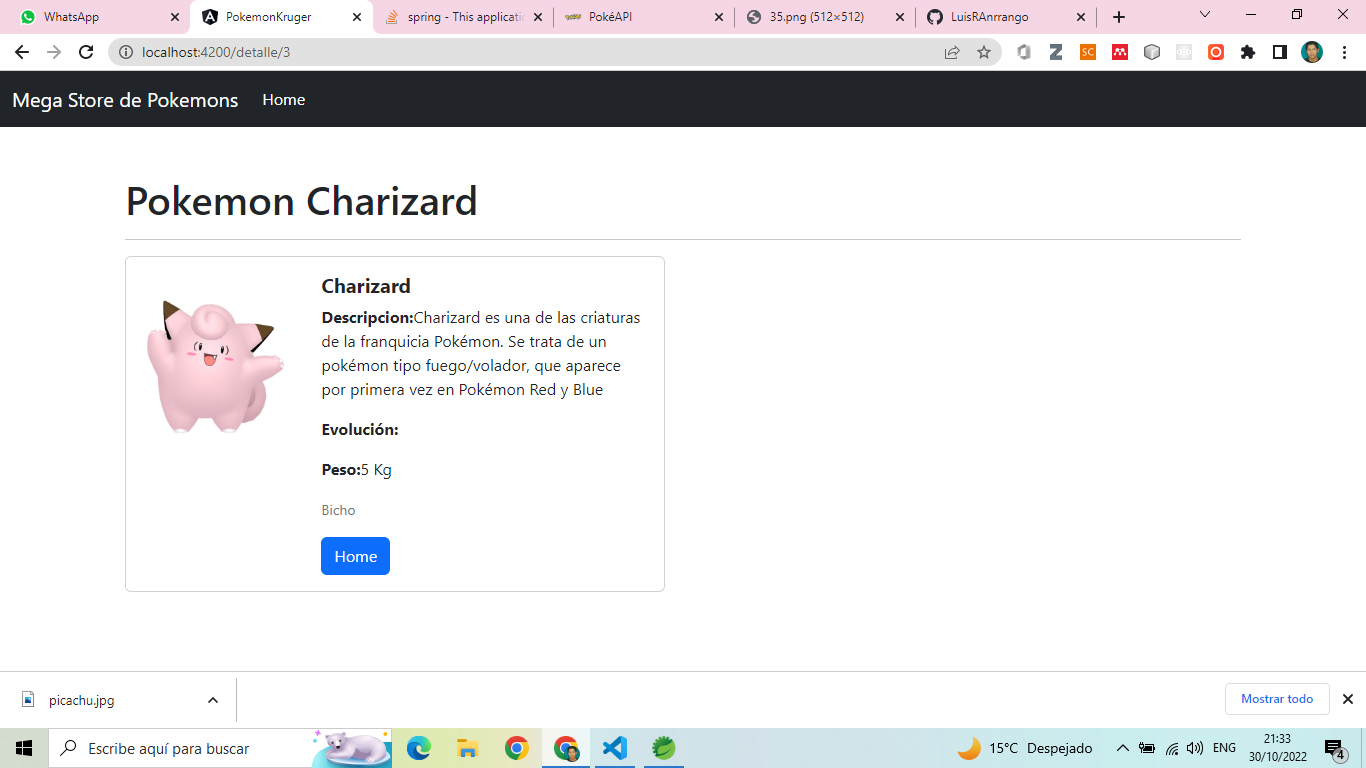 WhatsApp
PokemonKruger
spring - This applicatio
PokéAPI
35.png (512×512)
LuisRAnrrango
localhost:4200/detalle/3
SC
Mega Store de Pokemons
Home
Pokemon Charizard
Charizard
Descripcion:Charizard es una de las criaturas
de la franquicia Pokémon. Se trata de un
pokémon tipo fuego/volador, que aparece
por primera vez en Pokémon Red y Blue
Evolución:
Peso:5 Kg
Bicho
Home
picachu.jpg
Mostrar todo
Escribe aquí para buscar
15°C Despejado
ENG
21:33
30/10/2022
4